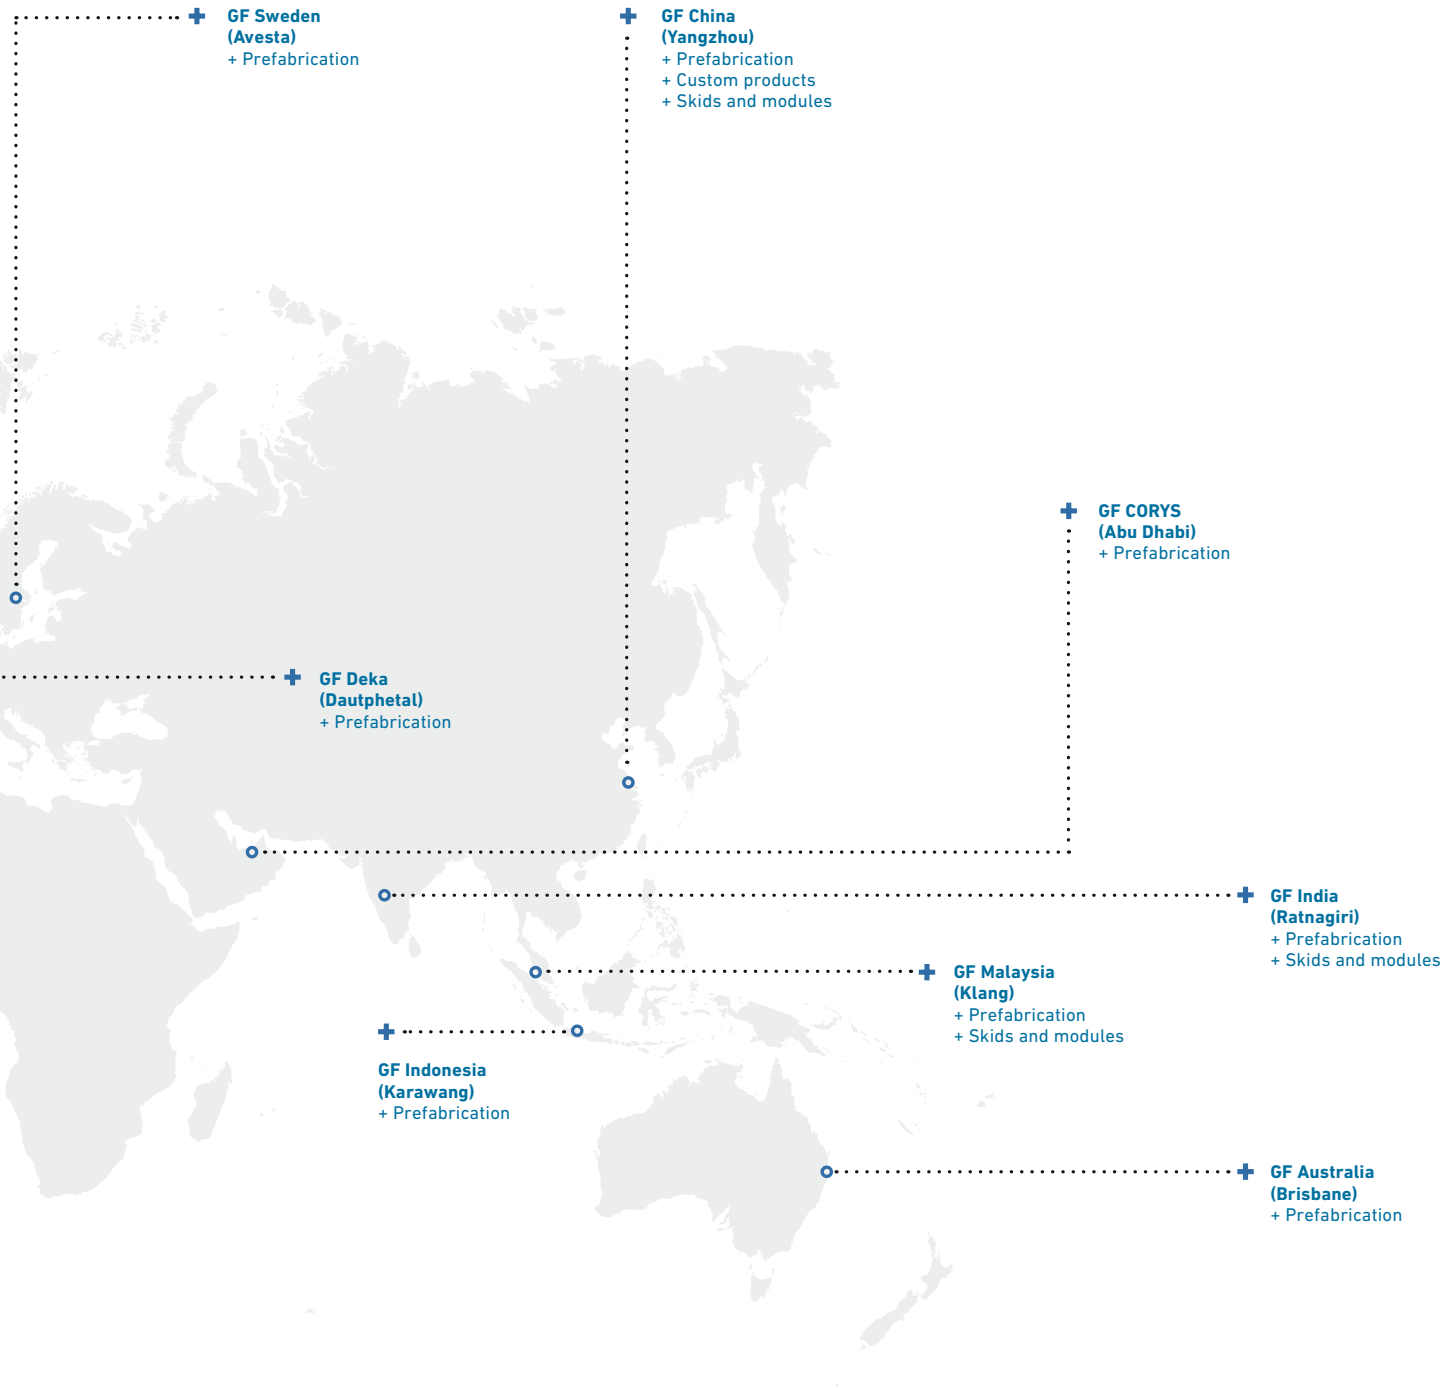 GF Sweden
(Avesta)
+ Prefabrication
GF China
(Yangzhou)
+ Prefabrication
+ Custom products
+ Skids and modules
GF CORYS
(Abu Dhabi)
+ Prefabrication
GF Deka
(Dautphetal)
+ Prefabrication
GF India
(Ratnagiri)
+ Prefabrication
+ Skids and modules
GF Malaysia
(Klang)
+ Prefabrication
+ Skids and modules
GF Indonesia
(Karawang)
+ Prefabrication
GF Australia
(Brisbane)
+ Prefabrication